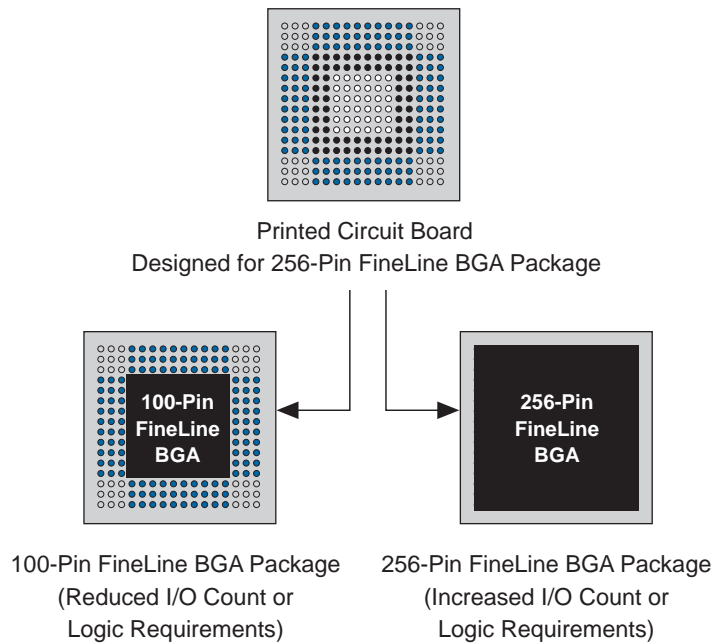 Printed Circuit Board
Designed for 256-Pin FineLine BGA Package
100-Pin
FineLine
BGA
256-Pin
FineLine
BGA
100-Pin FineLine BGA Package
(Reduced I/O Count or
Logic Requirements)
256-Pin FineLine BGA Package
(Increased I/O Count or
Logic Requirements)